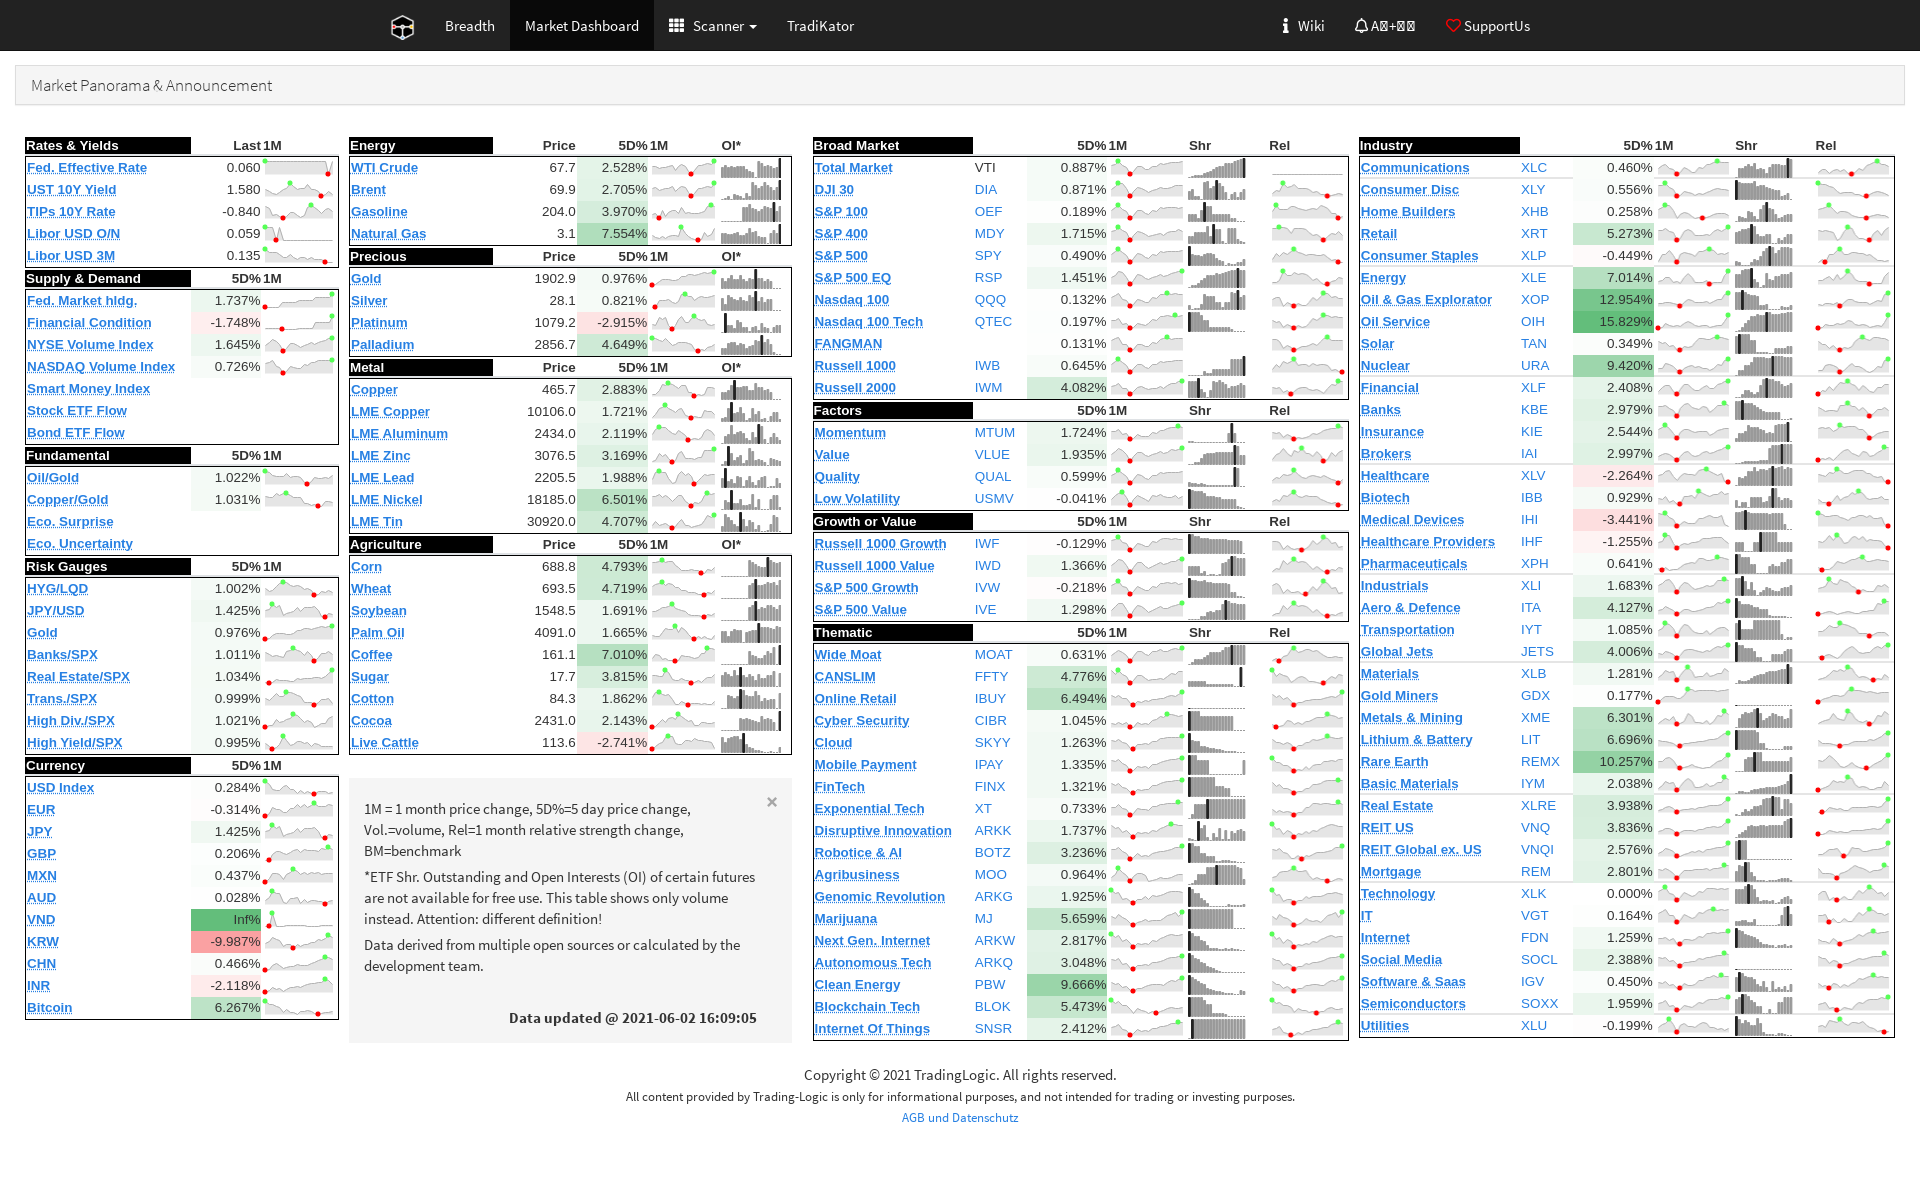 Breadth Market Dashboard Scanner TradiKator Wiki SupportUs
Market Panorama & Announcement
Rates & Yields Last 1M
Fed. Effective Rate 0.060
UST 10Y Yield 1.580
TIPs 10Y Rate -0.840
Libor USD O/N 0.059
Libor USD 3M 0.135
Supply & Demand 5D% 1M
Fed. Market hldg. 1.737%
Financial Condition -1.748%
NYSE Volume Index 1.645%
NASDAQ Volume Index 0.726%
Smart Money Index
Stock ETF Flow
Bond ETF Flow
Fundamental 5D% 1M
Oil/Gold 1.022%
Copper/Gold 1.031%
Eco. Surprise
Eco. Uncertainty
Risk Gauges 5D% 1M
HYG/LQD 1.002%
JPY/USD 1.425%
Gold 0.976%
Banks/SPX 1.011%
Real Estate/SPX 1.034%
Trans./SPX 0.999%
High Div./SPX 1.021%
High Yield/SPX 0.995%
Currency 5D% 1M
USD Index 0.284%
EUR -0.314%
JPY 1.425%
GBP 0.206%
MXN 0.437%
AUD 0.028%
VND Inf%
KRW -9.987%
CHN 0.466%
INR -2.118%
Bitcoin 6.267%
Energy Price 5D% 1M OI*
WTI Crude 67.7 2.528%
Brent 69.9 2.705%
Gasoline 204.0 3.970%
Natural Gas 3.1 7.554%
Precious Price 5D% 1M OI*
Gold 1902.9 0.976%
Silver 28.1 0.821%
Platinum 1079.2 -2.915%
Palladium 2856.7 4.649%
Metal Price 5D% 1M OI*
Copper 465.7 2.883%
LME Copper 10106.0 1.721%
LME Aluminum 2434.0 2.119%
LME Zinc 3076.5 3.169%
LME Lead 2205.5 1.988%
LME Nickel 18185.0 6.501%
LME Tin 30920.0 4.707%
Agriculture Price 5D% 1M OI*
Corn 688.8 4.793%
Wheat 693.5 4.719%
Soybean 1548.5 1.691%
Palm Oil 4091.0 1.665%
Coffee 161.1 7.010%
Sugar 17.7 3.815%
Cotton 84.3 1.862%
Cocoa 2431.0 2.143%
Live Cattle 113.6 -2.741%
×
1M = 1 month price change, 5D%=5 day price change,
Vol.=volume, Rel=1 month relative strength change,
BM=benchmark
*ETF Shr. Outstanding and Open Interests (OI) of certain futures
are not available for free use. This table shows only volume
instead. Attention: different definition!
Data derived from multiple open sources or calculated by the
development team.
Data updated @ 2021-06-02 16:09:05
Broad Market 5D% 1M Shr Rel
Total Market VTI 0.887%
DJI 30 DIA 0.871%
S&P 100 OEF 0.189%
S&P 400 MDY 1.715%
S&P 500 SPY 0.490%
S&P 500 EQ RSP 1.451%
Nasdaq 100 QQQ 0.132%
Nasdaq 100 Tech QTEC 0.197%
FANGMAN 0.131%
Russell 1000 IWB 0.645%
Russell 2000 IWM 4.082%
Factors 5D% 1M Shr Rel
Momentum MTUM 1.724%
Value VLUE 1.935%
Quality QUAL 0.599%
Low Volatility USMV -0.041%
Growth or Value 5D% 1M Shr Rel
Russell 1000 Growth IWF -0.129%
Russell 1000 Value IWD 1.366%
S&P 500 Growth IVW -0.218%
S&P 500 Value IVE 1.298%
Thematic 5D% 1M Shr Rel
Wide Moat MOAT 0.631%
CANSLIM FFTY 4.776%
Online Retail IBUY 6.494%
Cyber Security CIBR 1.045%
Cloud SKYY 1.263%
Mobile Payment IPAY 1.335%
FinTech FINX 1.321%
Exponential Tech XT 0.733%
Disruptive Innovation ARKK 1.737%
Robotice & AI BOTZ 3.236%
Agribusiness MOO 0.964%
Genomic Revolution ARKG 1.925%
Marijuana MJ 5.659%
Next Gen. Internet ARKW 2.817%
Autonomous Tech ARKQ 3.048%
Clean Energy PBW 9.666%
Blockchain Tech BLOK 5.473%
Internet Of Things SNSR 2.412%
Industry 5D% 1M Shr Rel
Communications XLC 0.460%
Consumer Disc XLY 0.556%
Home Builders XHB 0.258%
Retail XRT 5.273%
Consumer Staples XLP -0.449%
Energy XLE 7.014%
Oil & Gas Explorator XOP 12.954%
Oil Service OIH 15.829%
Solar TAN 0.349%
Nuclear URA 9.420%
Financial XLF 2.408%
Banks KBE 2.979%
Insurance KIE 2.544%
Brokers IAI 2.997%
Healthcare XLV -2.264%
Biotech IBB 0.929%
Medical Devices IHI -3.441%
Healthcare Providers IHF -1.255%
Pharmaceuticals XPH 0.641%
Industrials XLI 1.683%
Aero & Defence ITA 4.127%
Transportation IYT 1.085%
Global Jets JETS 4.006%
Materials XLB 1.281%
Gold Miners GDX 0.177%
Metals & Mining XME 6.301%
Lithium & Battery LIT 6.696%
Rare Earth REMX 10.257%
Basic Materials IYM 2.038%
Real Estate XLRE 3.938%
REIT US VNQ 3.836%
REIT Global ex. US VNQI 2.576%
Mortgage REM 2.801%
Technology XLK 0.000%
IT VGT 0.164%
Internet FDN 1.259%
Social Media SOCL 2.388%
Software & Saas IGV 0.450%
Semiconductors SOXX 1.959%
Utilities XLU -0.199%
Copyright © 2021 TradingLogic. All rights reserved.
All content provided by Trading-Logic is only for informational purposes, and not intended for trading or investing purposes.
AGB und Datenschutz